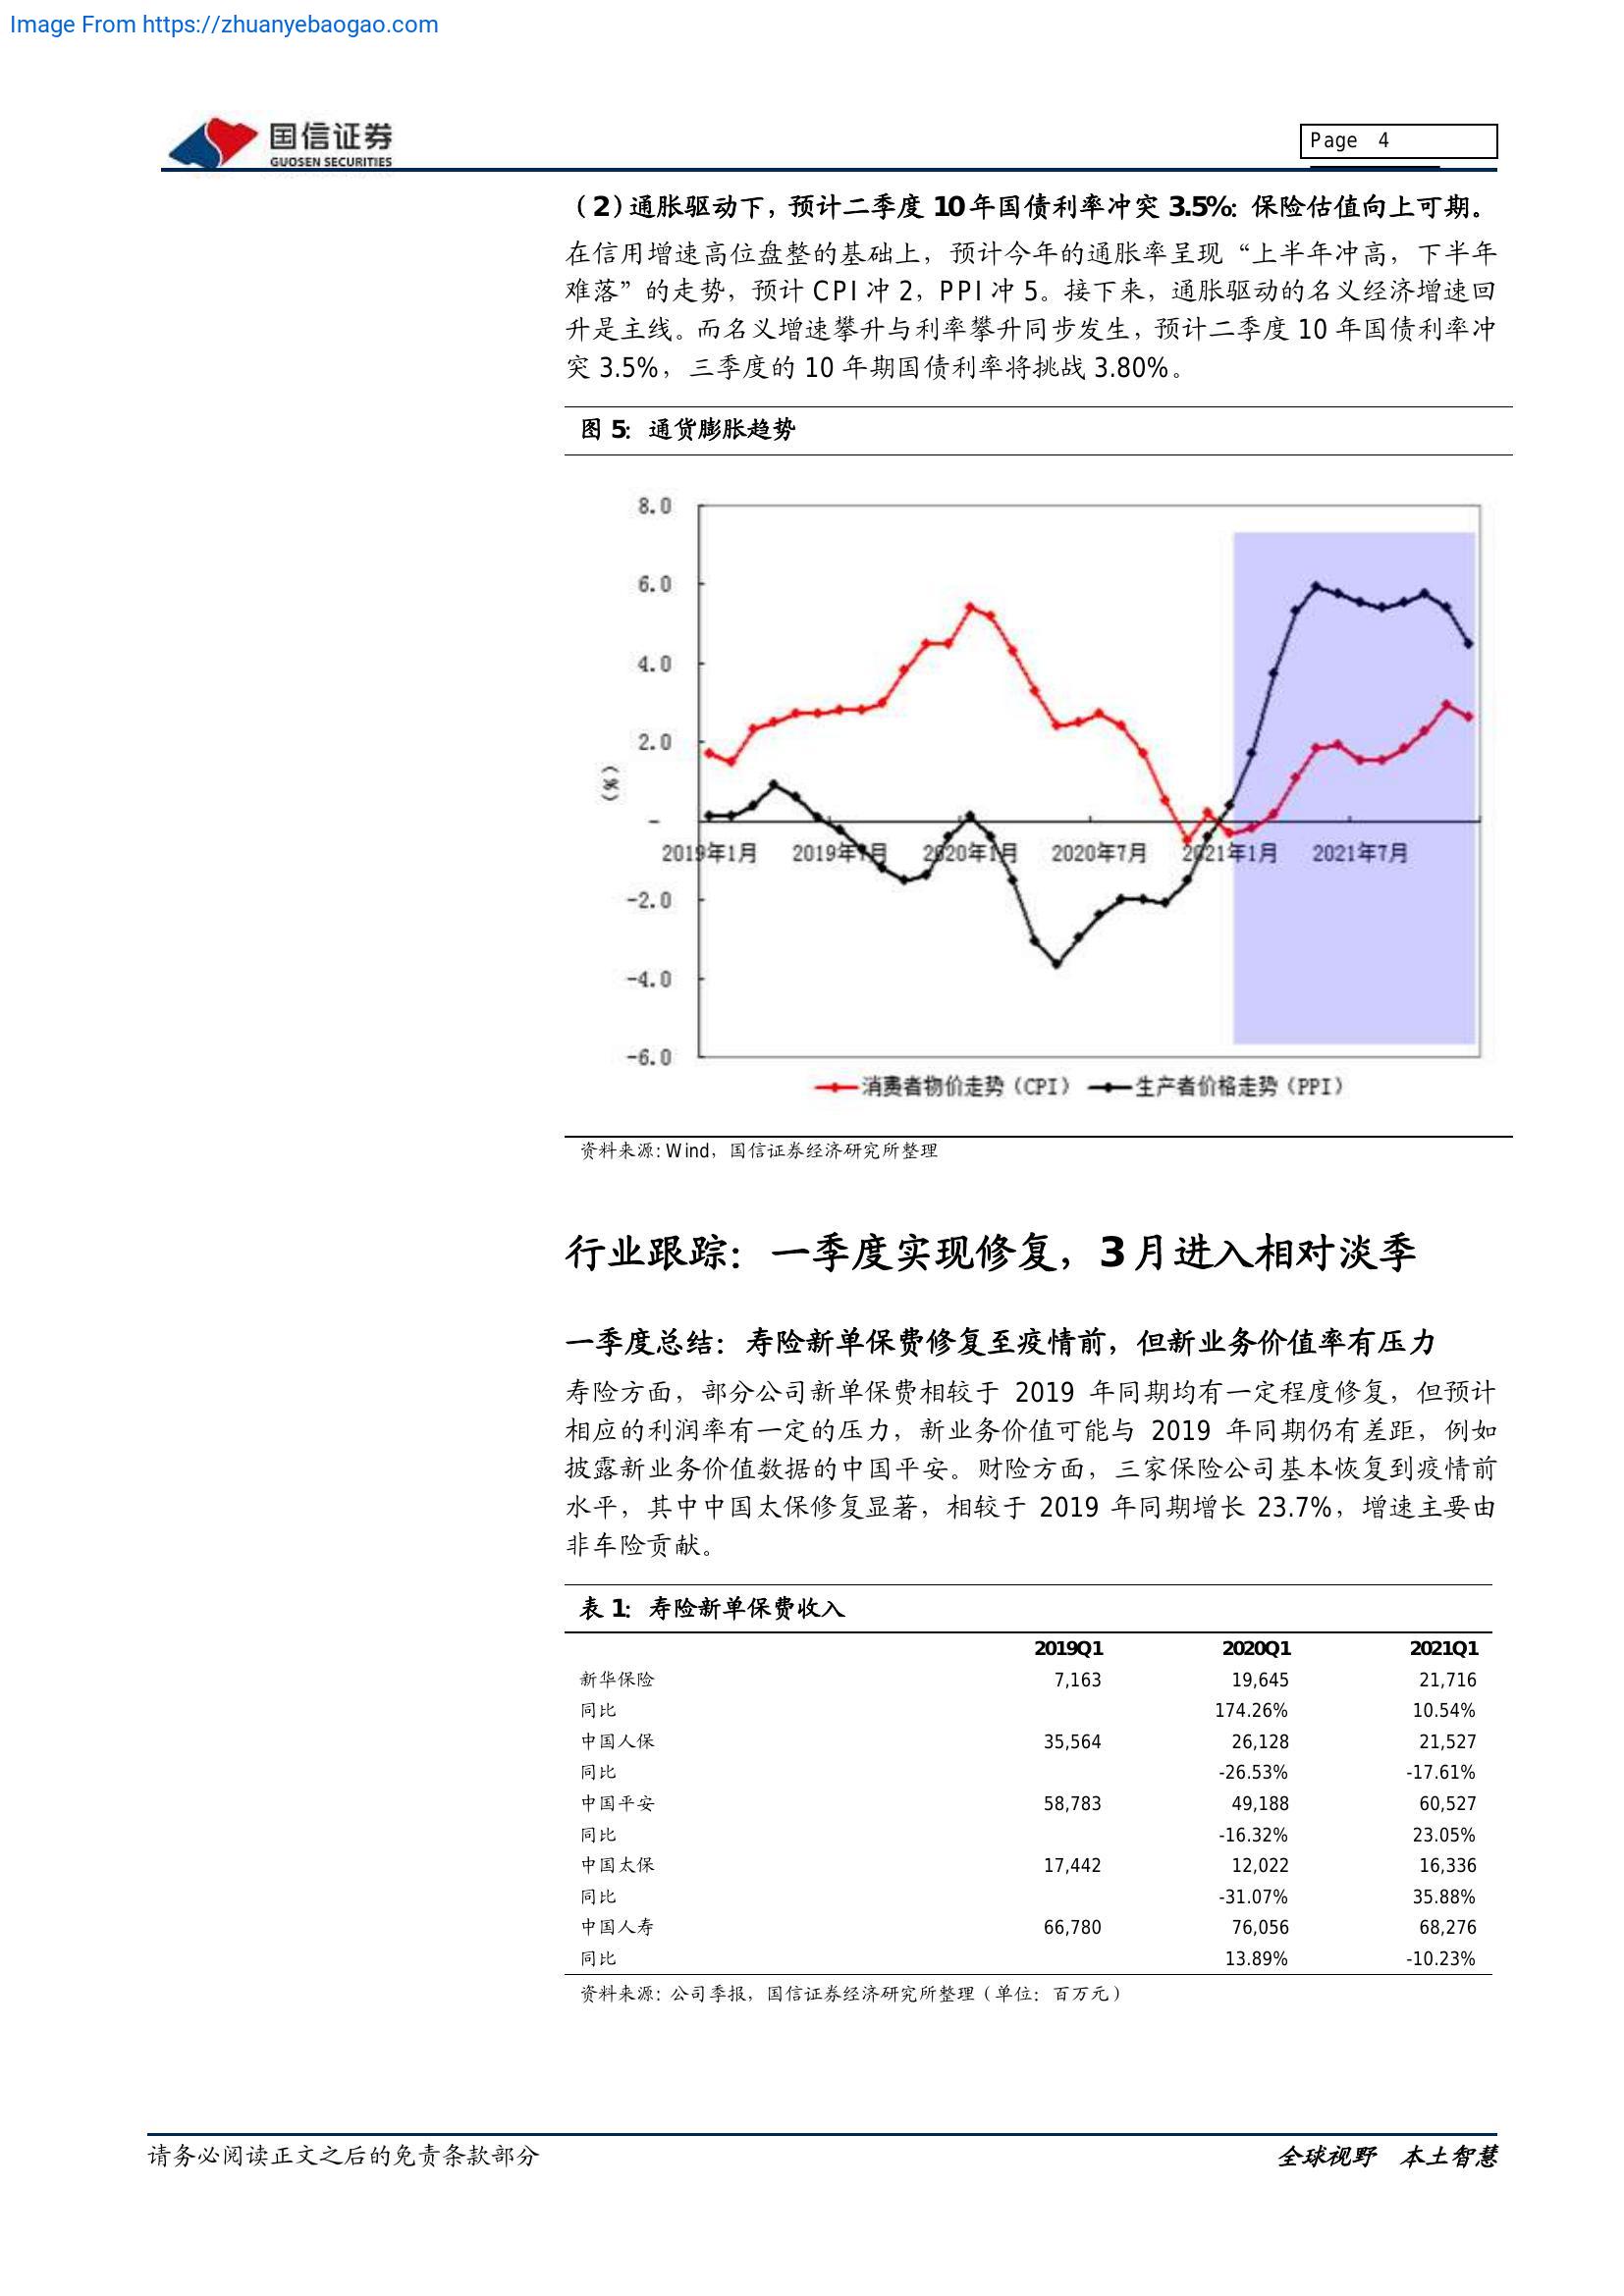 Image From https://zhuanyebaogao.com
国信证券
GUOSEN SECURITIES
Page 4
（2）通胀驱动下，预计二季度 10 年国债利率冲突 3.5%：保险估值向上可期。
在信用增速高位盘整的基础上，预计今年的通胀率呈现“上半年冲高，下半年
难落”的走势，预计 CPI 冲 2，PPI 冲 5。接下来，通胀驱动的名义经济增速回
升是主线。而名义增速攀升与利率攀升同步发生，预计二季度 10 年国债利率冲
突 3.5%，三季度的 10 年期国债利率将挑战 3.80%。
图 5：通货膨胀趋势
8.0
6.0
4.0
2.0
（%）
-
2019年1月 2019年7月 2020年1月 2020年7月 2021年1月 2021年7月
-2.0
-4.0
-6.0
消费者物价走势（CPI） 生产者价格走势（PPI）
资料来源：Wind，国信证券经济研究所整理
行业跟踪：一季度实现修复，3 月进入相对淡季
一季度总结：寿险新单保费修复至疫情前，但新业务价值率有压力
寿险方面，部分公司新单保费相较于 2019 年同期均有一定程度修复，但预计
相应的利润率有一定的压力，新业务价值可能与 2019 年同期仍有差距，例如
披露新业务价值数据的中国平安。财险方面，三家保险公司基本恢复到疫情前
水平，其中中国太保修复显著，相较于 2019 年同期增长 23.7%，增速主要由
非车险贡献。
表 1：寿险新单保费收入
2019Q1 2020Q1 2021Q1
新华保险 7,163 19,645 21,716
同比 174.26% 10.54%
中国人保 35,564 26,128 21,527
同比 -26.53% -17.61%
中国平安 58,783 49,188 60,527
同比 -16.32% 23.05%
中国太保 17,442 12,022 16,336
同比 -31.07% 35.88%
中国人寿 66,780 76,056 68,276
同比 13.89% -10.23%
资料来源：公司季报，国信证券经济研究所整理（单位：百万元）
请务必阅读正文之后的免责条款部分 全球视野 本土智慧